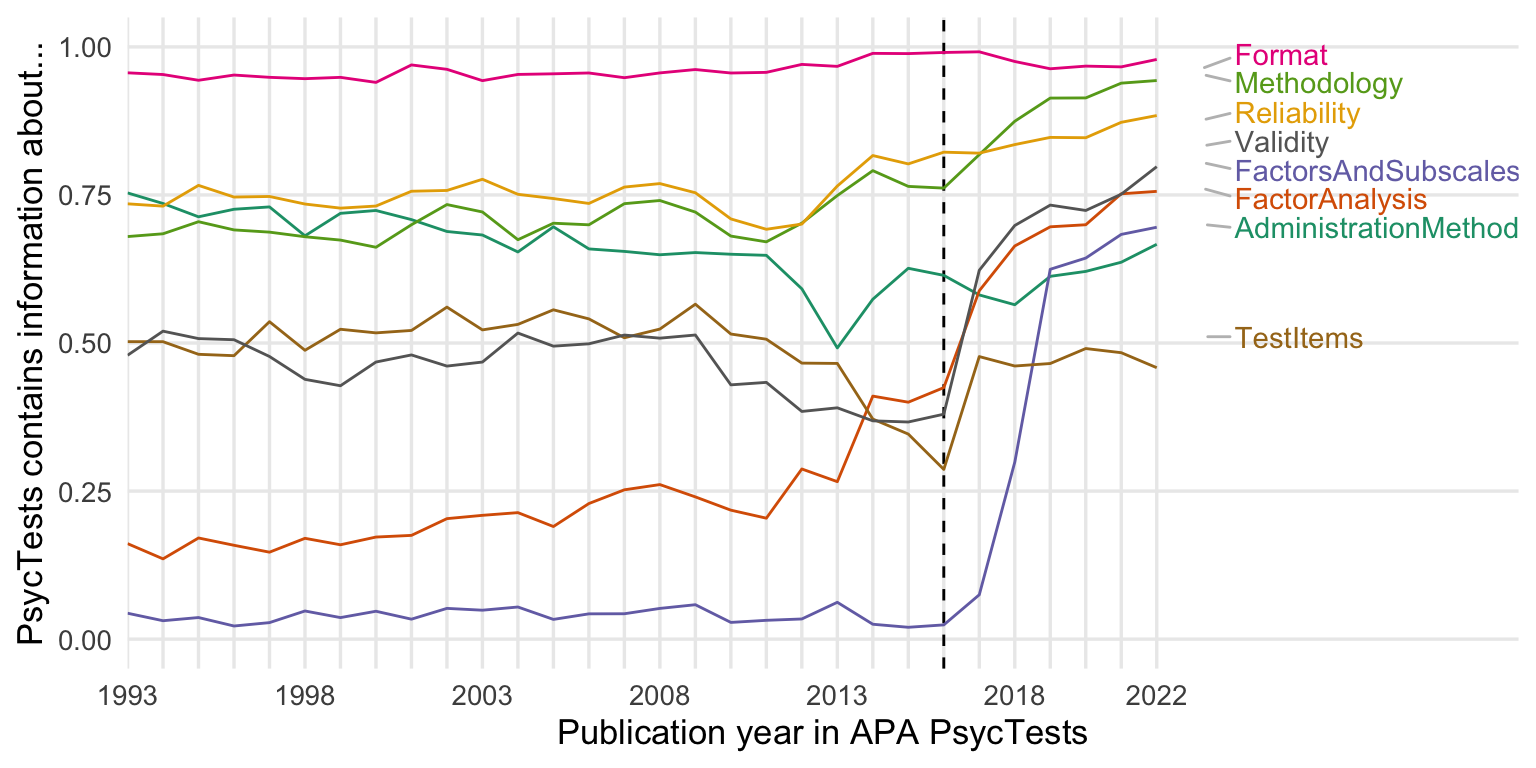 PsycTests contains information about...
1.00
0.75
0.50
0.25
0.00
1993
1998
2003
2008
2013
2018
2022
Publication year in APA PsycTests
Format
Methodology
Reliability
Validity
FactorsAndSubscales
FactorAnalysis
AdministrationMethod
TestItems